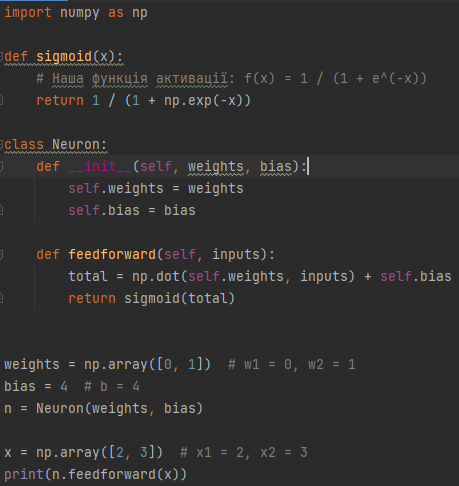 import numpy as np
def sigmoid(x):
# Наша функція активації: f(x) = 1 / (1 + e^(-x))
return 1 / (1 + np.exp(-x))
class Neuron:
def __init__(self, weights, bias):
self.weights = weights
self.bias = bias
def feedforward(self, inputs):
total = np.dot(self.weights, inputs) + self.bias
return sigmoid(total)
weights = np.array([0, 1])  # w1 = 0, w2 = 1
bias = 4  # b = 4
n = Neuron(weights, bias)
x = np.array([2, 3])  # x1 = 2, x2 = 3
print(n.feedforward(x))